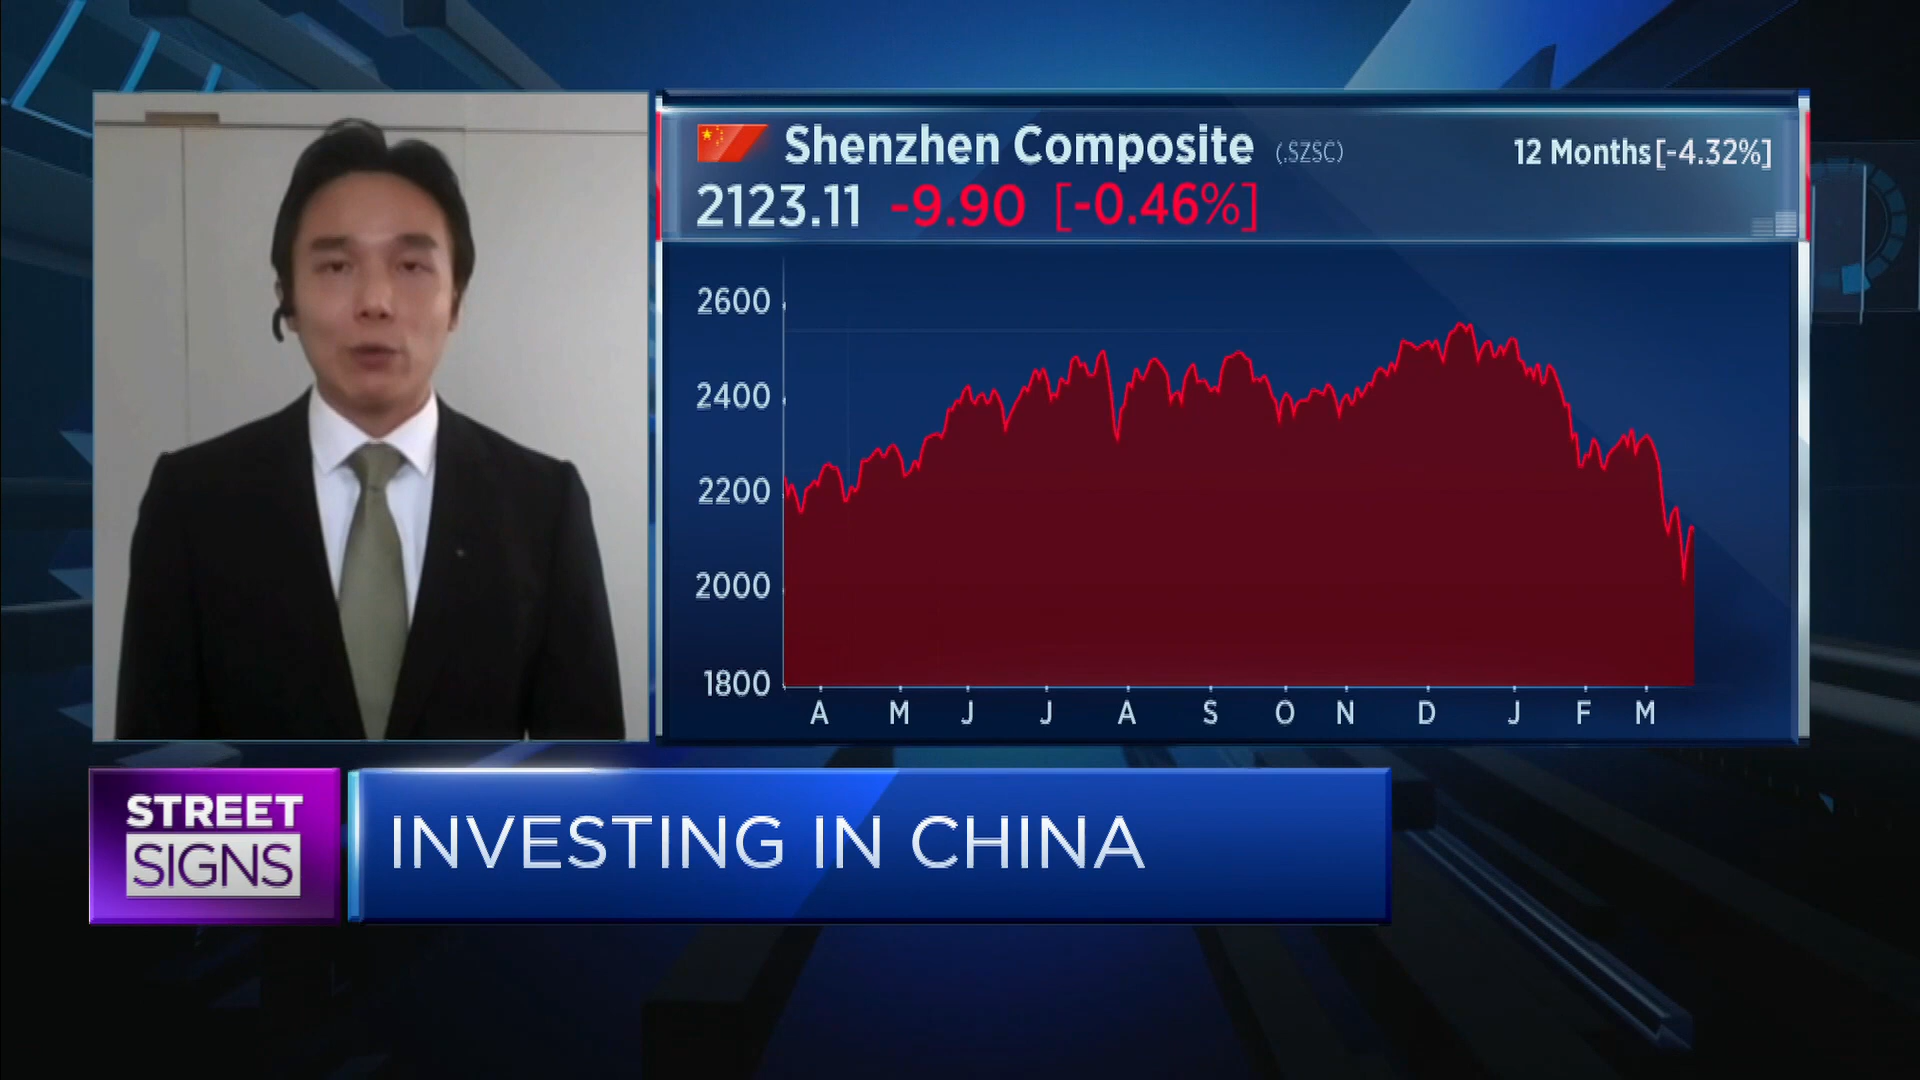 Shenzhen Composite (.SZSC) 12 Months [-4.32%]
2123.11 -9.90 [-0.46%]
2600
2400
2200
2000
1800
A M J J A S O N D J F M
STREET
SIGNS
INVESTING IN CHINA